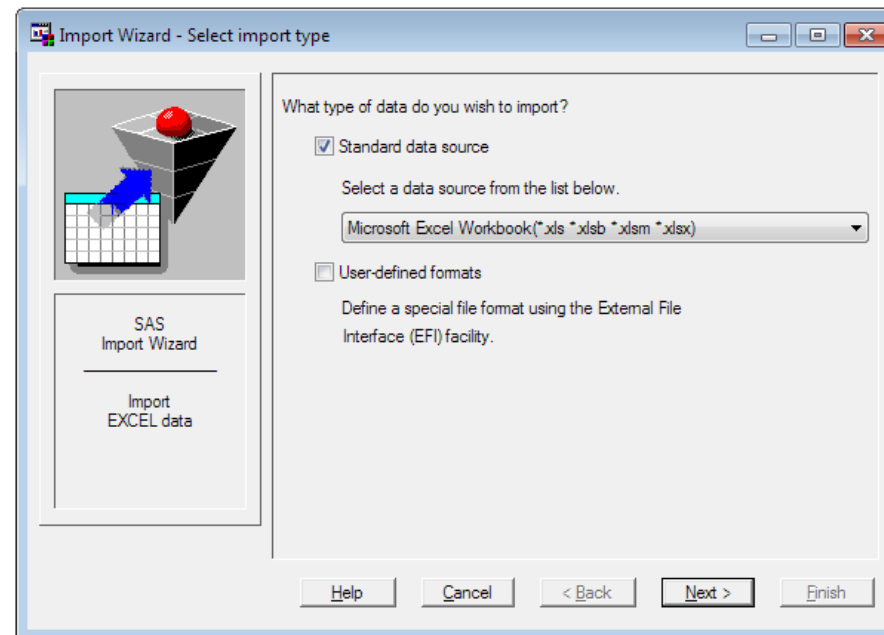 Import Wizard - Select import type
What type of data do you wish to import?
Standard data source
Select a data source from the list below.
Microsoft Excel Workbook(*.xls *.xlsb *.xlsm *.xlsx)
User-defined formats
Define a special file format using the External File
Interface (EFI) facility.
SAS
Import Wizard
Import
EXCEL data
Help
Cancel
< Back
Next >
Finish